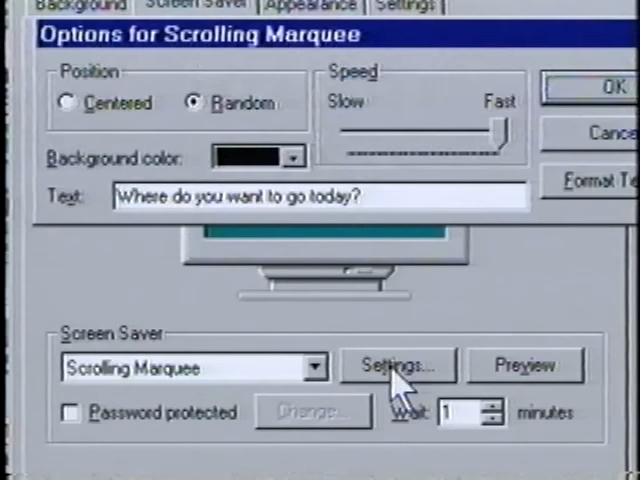 Background Screen Saver Appearance Settings
Options for Scrolling Marquee
Position
Centered Random
Speed
Slow Fast
OK
Cance
Background color:
Format Te
Text: Where do you want to go today?
Screen Saver
Scrolling Marquee Settings... Preview
Password protected Change... Wait: 1 minutes